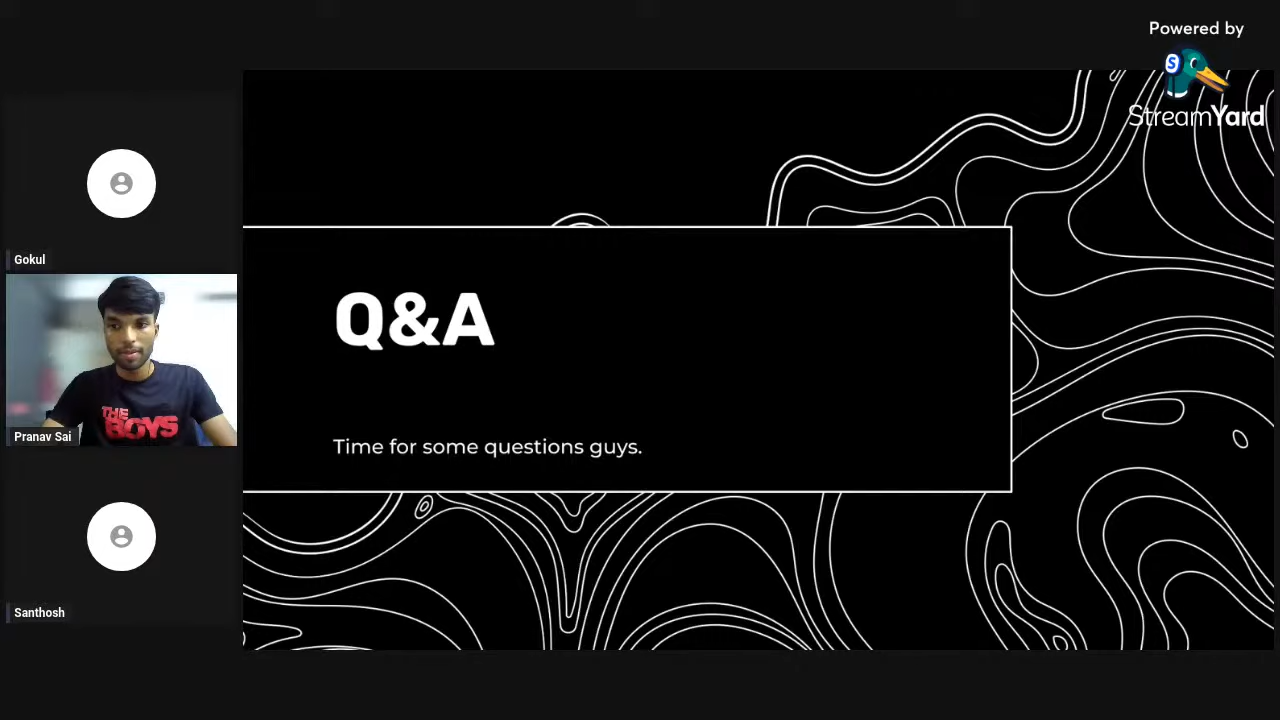 Powered by
S
StreamYard
Gokul
THE
BOYS
Pranav Sai
Santhosh
Q&A
Time for some questions guys.